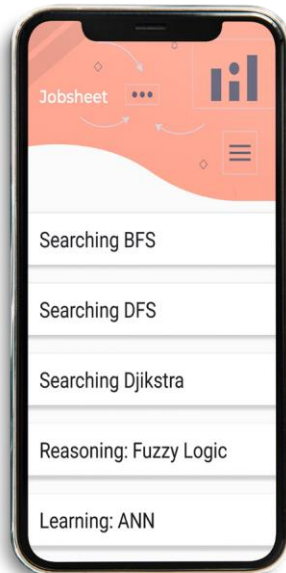 Jobsheet
Searching BFS
Searching DFS
Searching Djikstra
Reasoning: Fuzzy Logic
Learning: ANN